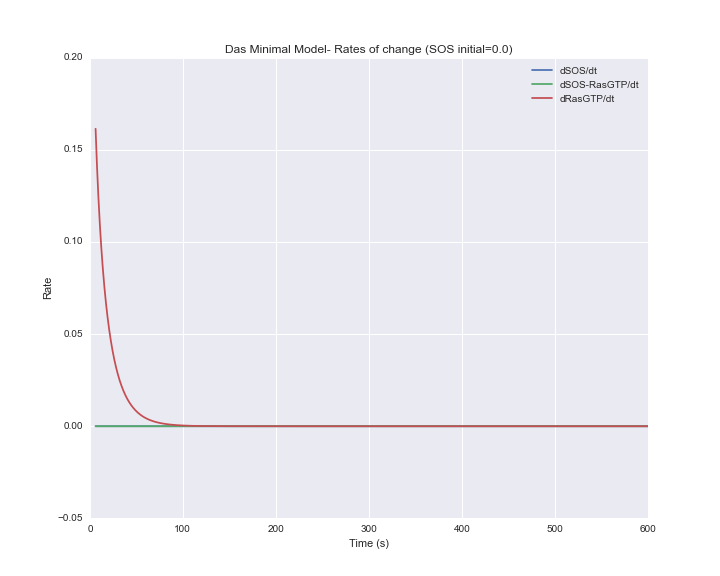 Das Minimal Model- Rates of change (SOS initial=0.0)
0.20
0.15
0.10
0.05
0.00
−0.05
Rate
dSOS/dt
dSOS-RasGTP/dt
dRasGTP/dt
0 100 200 300 400 500 600
Time (s)